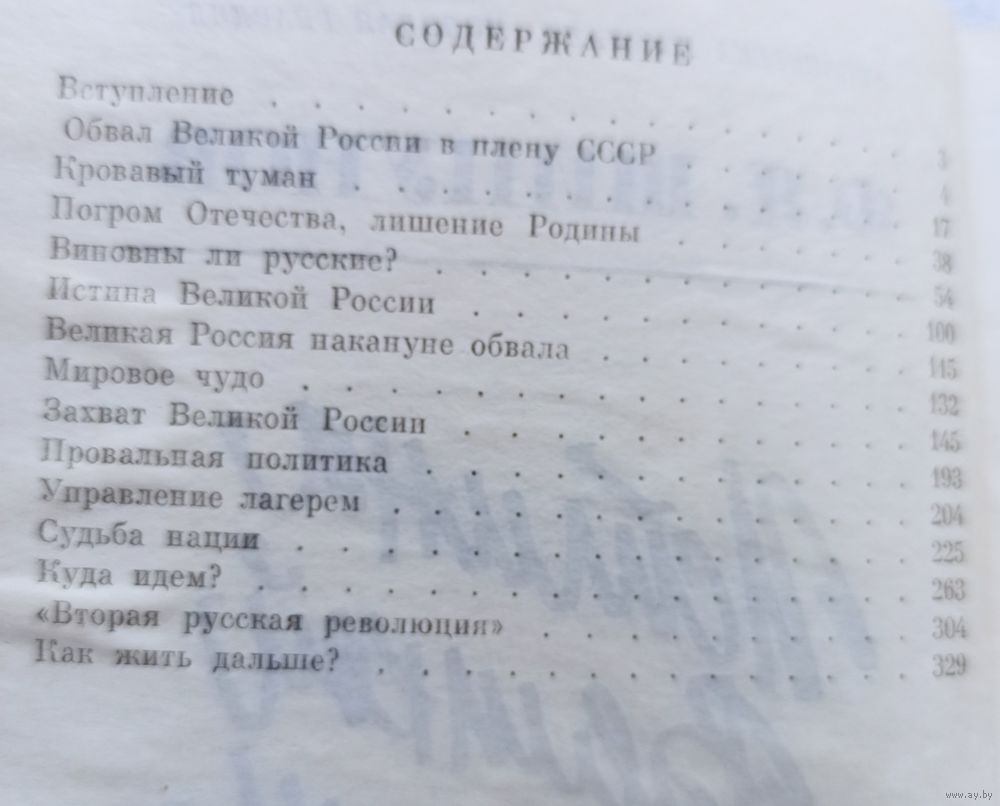 СОДЕРЖАНИЕ
Вступление . . . . . . . . . . . . . . 3
Обвал Великой России в плену СССР . . . . . . 4
Кровавый туман . . . . . . . . . . . . . 17
Погром Отечества, лишение Родины . . . . . . . 38
Виновны ли русские? . . . . . . . . . . . 54
Истина Великой России . . . . . . . . . . 100
Великая Россия накануне обвала . . . . . . . . 115
Мировое чудо . . . . . . . . . . . . . . 132
Захват Великой России . . . . . . . . . . 145
Провальная политика . . . . . . . . . . . 193
Управление лагерем . . . . . . . . . . . . 204
Судьба нации . . . . . . . . . . . . . . 225
Куда идем? . . . . . . . . . . . . . . . 263
«Вторая русская революция» . . . . . . . . . 304
Как жить дальше? . . . . . . . . . . . . 329
www.ay.by